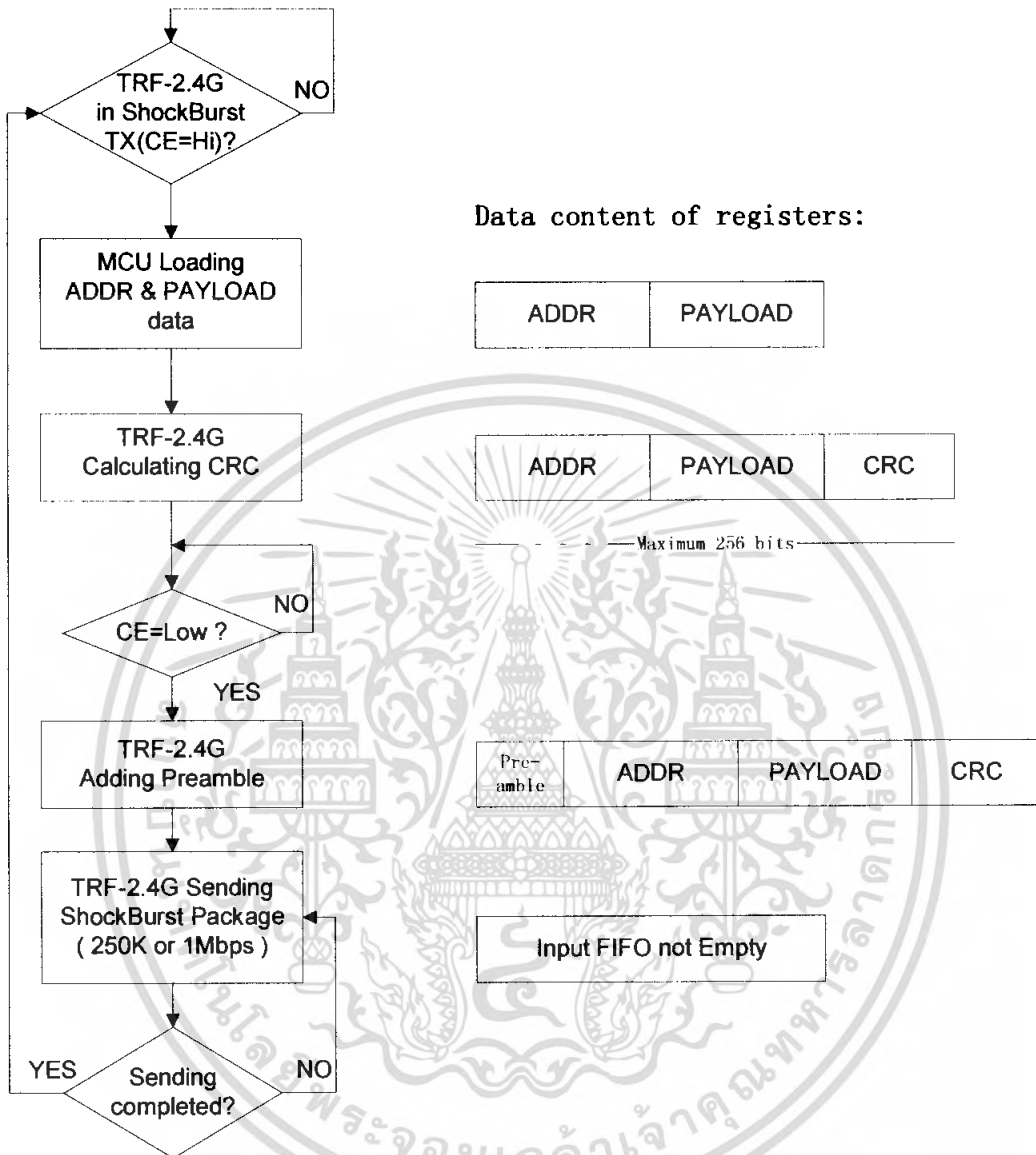 TRF-2.4G
in ShockBurst
TX(CE=Hi)?
NO
Data content of registers:
MCU Loading
ADDR & PAYLOAD
data
ADDR PAYLOAD
TRF-2.4G
Calculating CRC
ADDR PAYLOAD CRC
Maximum 256 bits
CE=Low ?
NO
YES
TRF-2.4G
Adding Preamble
Pre-
amble
ADDR PAYLOAD CRC
TRF-2.4G Sending
ShockBurst Package
( 250K or 1Mbps )
Input FIFO not Empty
YES
Sending
completed?
NO